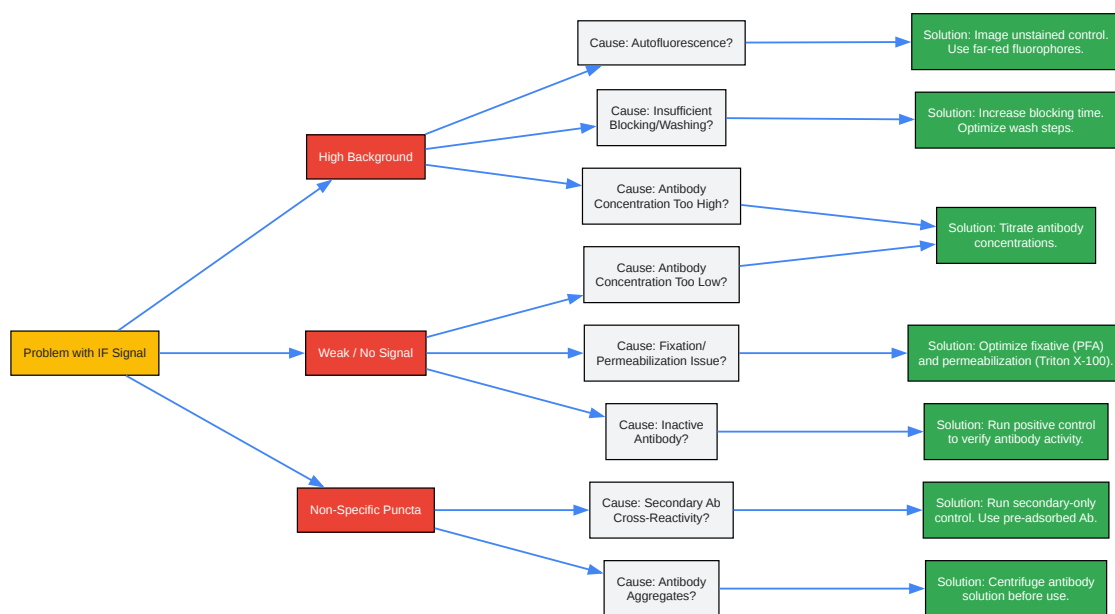 Problem with IF Signal
High Background
Cause: Autofluorescence?
Solution: Image unstained control.
Use far-red fluorophores.
Cause: Insufficient
Blocking/Washing?
Solution: Increase blocking time.
Optimize wash steps.
Cause: Antibody
Concentration Too High?
Solution: Titrate antibody
concentrations.
Weak / No Signal
Cause: Antibody
Concentration Too Low?
Cause: Fixation/
Permeabilization Issue?
Solution: Optimize fixative (PFA)
and permeabilization (Triton X-100).
Cause: Inactive
Antibody?
Solution: Run positive control
to verify antibody activity.
Non-Specific Puncta
Cause: Secondary Ab
Cross-Reactivity?
Solution: Run secondary-only
control. Use pre-adsorbed Ab.
Cause: Antibody
Aggregates?
Solution: Centrifuge antibody
solution before use.